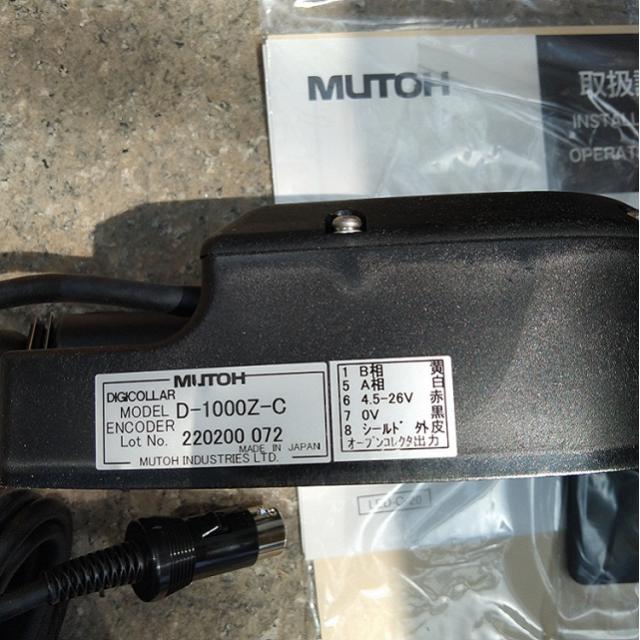 MUTOH
取扱説
INSTALL
OPERAT
MUTOH
DIGICOLLAR
MODEL D-1000Z-C
ENCODER
Lot No. 220200 072
MADE IN JAPAN
MUTOH INDUSTRIES LTD.
1 B相 黄
5 A相 白
6 4.5-26V 赤
7 0V 黒
8 シールド 外皮
オープンコレクタ出力